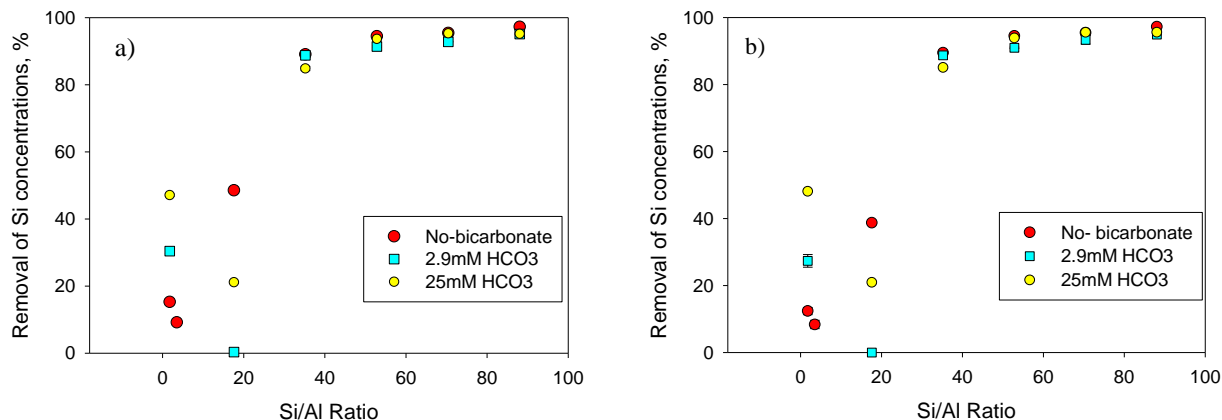 a)
Removal of Si concentrations, %
100
80
60
40
20
0
No-bicarbonate
2.9mM HCO3
25mM HCO3
0 20 40 60 80 100
Si/Al Ratio
b)
Removal of Si concentrations, %
100
80
60
40
20
0
No- bicarbonate
2.9mM HCO3
25mM HCO3
0 20 40 60 80 100
Si/Al Ratio